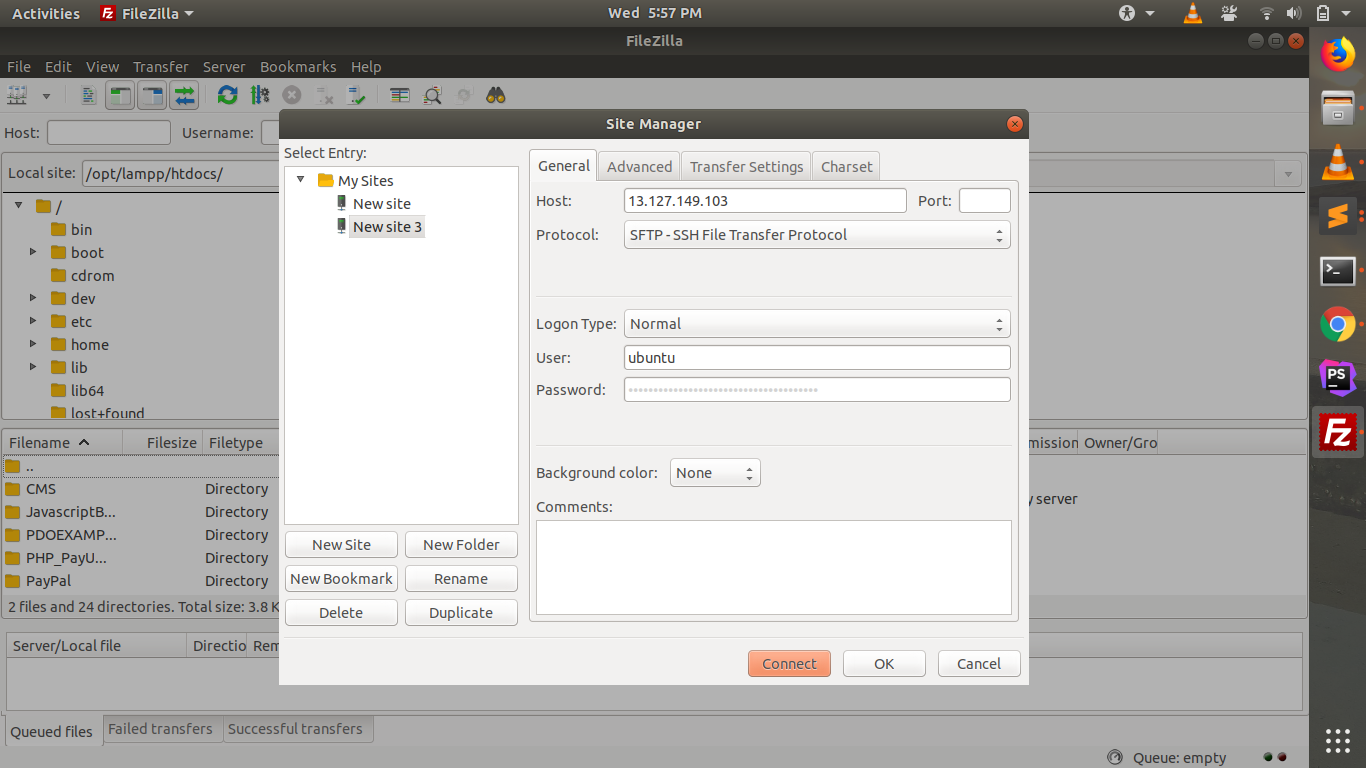 Activities FileZilla Wed 5:57 PM
FileZilla
File Edit View Transfer Server Bookmarks Help
Host: Username:
Site Manager
Local site: /opt/lampp/htdocs/
/
bin
boot
cdrom
dev
etc
home
lib
lib64
lost+found
Filename Filesize Filetype
..
CMS Directory
JavascriptB... Directory
PDOEXAMP... Directory
PHP_PayU... Directory
PayPal Directory
2 files and 24 directories. Total size: 3.8 K
Select Entry:
My Sites
New site
New site 3
New Site New Folder
New Bookmark Rename
Delete Duplicate
General Advanced Transfer Settings Charset
Host: 13.127.149.103 Port:
Protocol: SFTP - SSH File Transfer Protocol
Logon Type: Normal
User: ubuntu
Password: ••••••••••••••••••••••••••••••••••••••
Background color: None
Comments:
Connect OK Cancel
mission Owner/Gro
y server
Server/Local file Directio Rem
Queued files Failed transfers Successful transfers
Queue: empty
PS
Fz